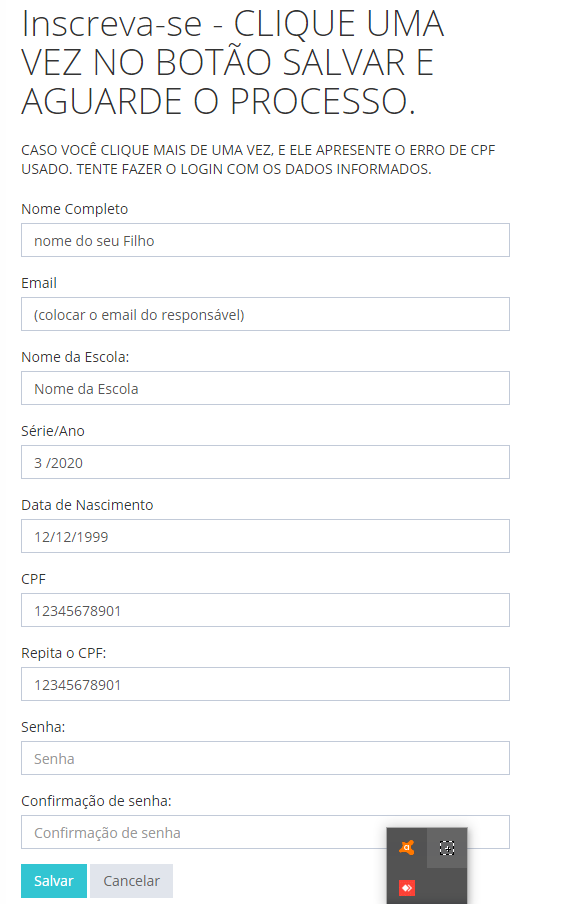 Inscreva-se - CLIQUE UMA
VEZ NO BOTÃO SALVAR E
AGUARDE O PROCESSO.
CASO VOCÊ CLIQUE MAIS DE UMA VEZ, E ELE APRESENTE O ERRO DE CPF
USADO. TENTE FAZER O LOGIN COM OS DADOS INFORMADOS.
Nome Completo
nome do seu Filho
Email
(colocar o email do responsável)
Nome da Escola:
Nome da Escola
Série/Ano
3 /2020
Data de Nascimento
12/12/1999
CPF
12345678901
Repita o CPF:
12345678901
Senha:
Senha
Confirmação de senha:
Confirmação de senha
Salvar Cancelar